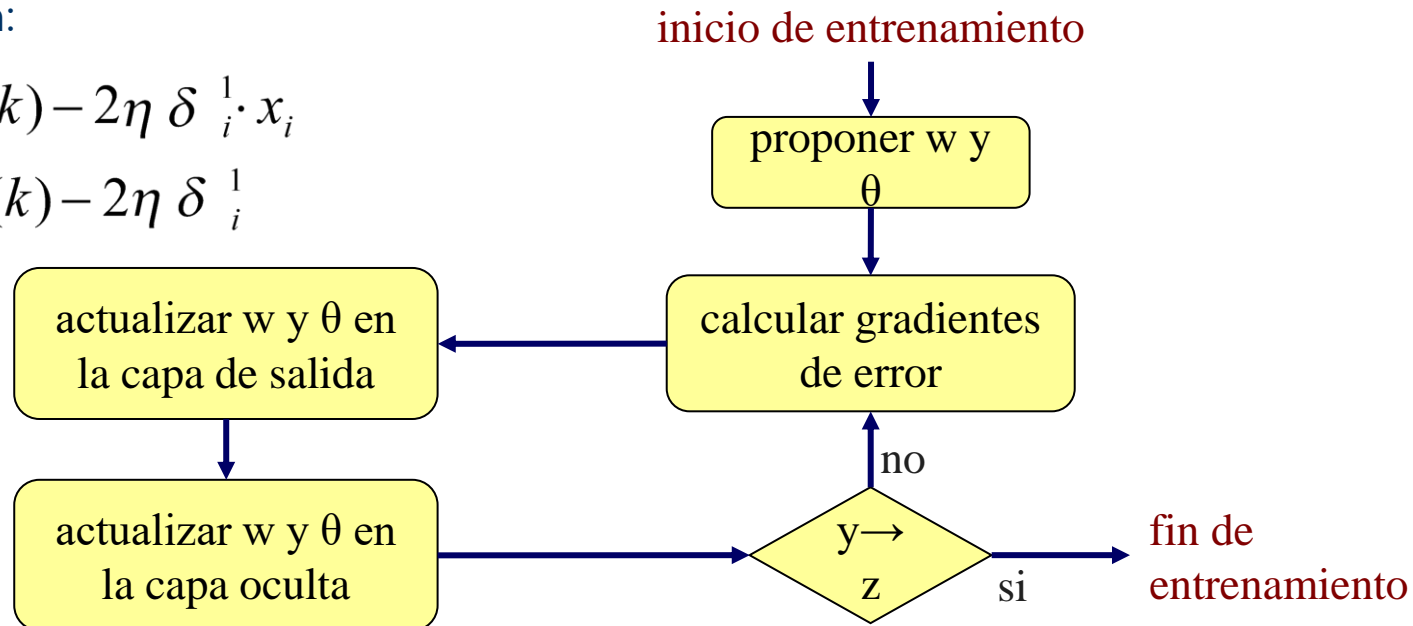 :
k) − 2η δ ¹ᵢ · xᵢ
(k) − 2η δ ¹ᵢ
inicio de entrenamiento
proponer w y
θ
calcular gradientes
de error
actualizar w y θ en
la capa de salida
actualizar w y θ en
la capa oculta
no
y→
z
si
fin de
entrenamiento